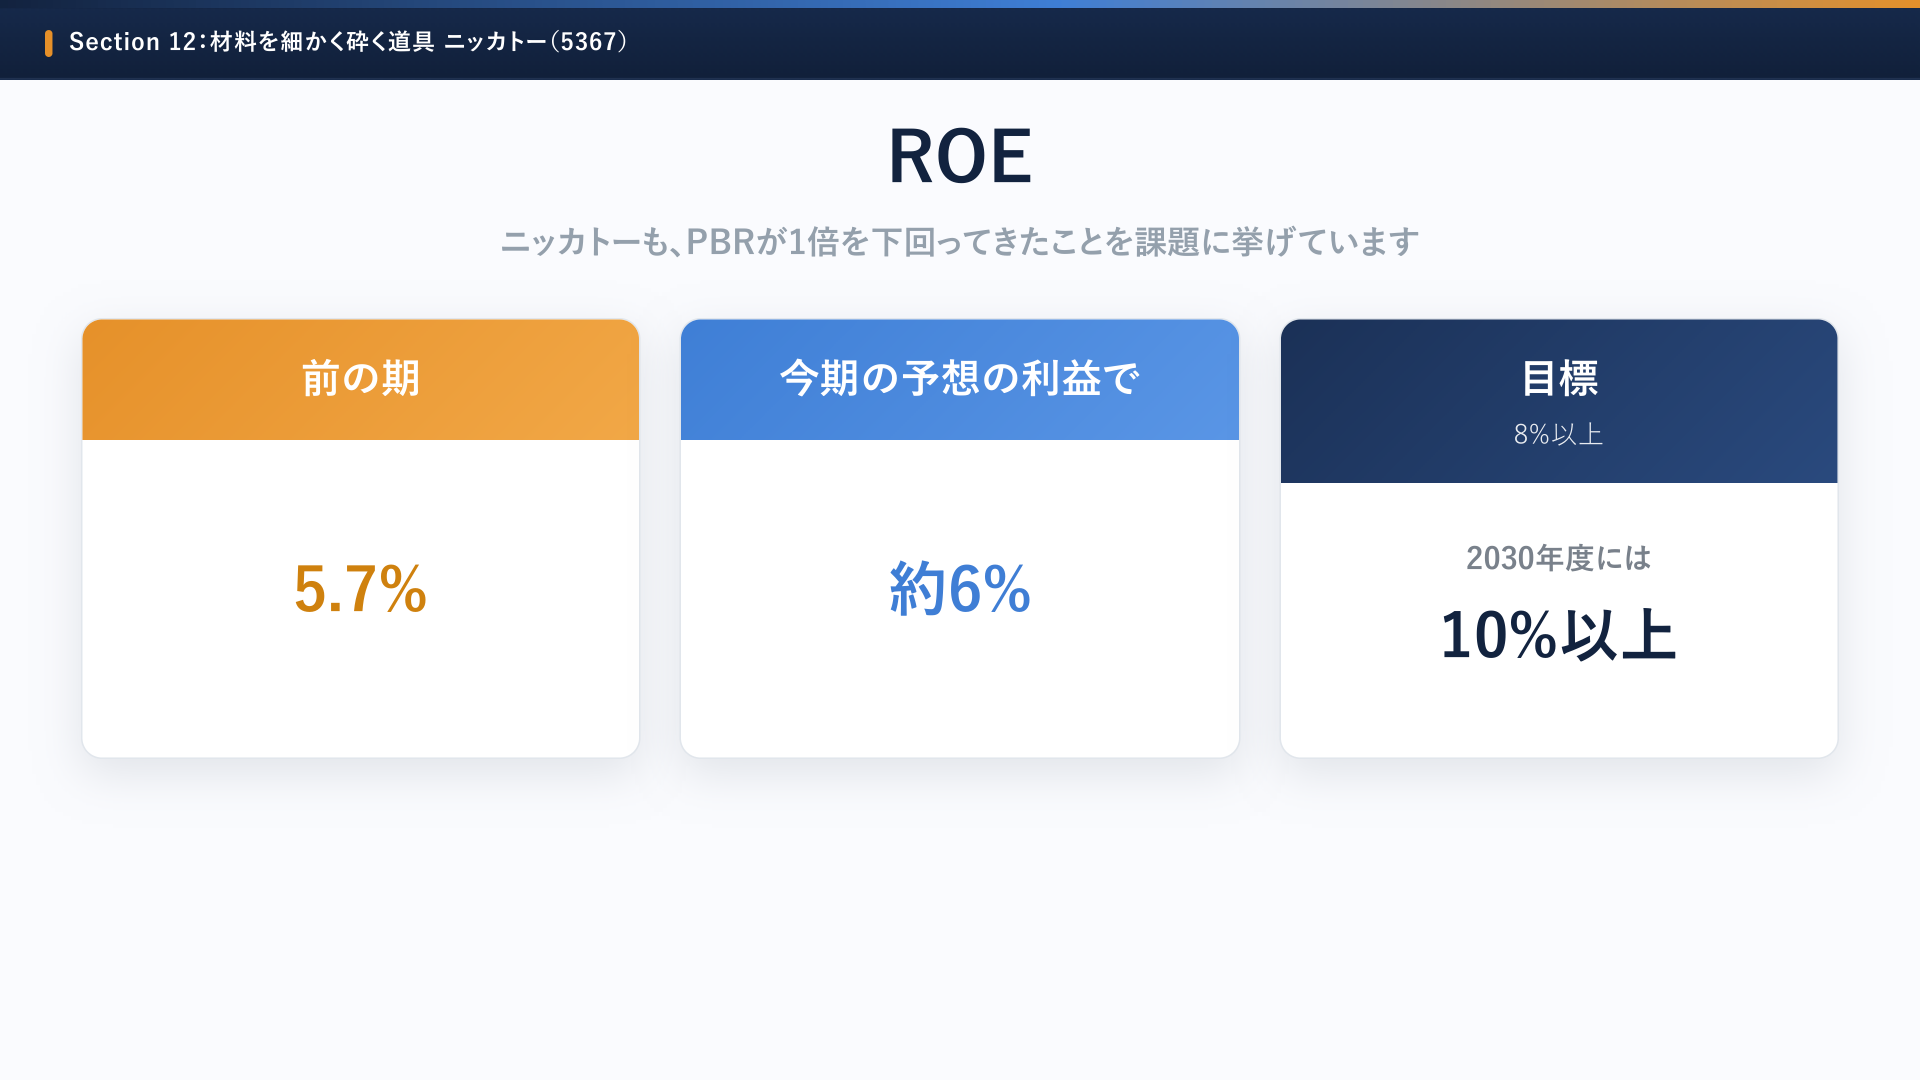 Section 12：材料を細かく砕く道具 ニッカトー（5367）
ROE
ニッカトーも、PBRが1倍を下回ってきたことを課題に挙げています
前の期
5.7%
今期の予想の利益で
約6%
目標
8%以上
2030年度には
10%以上